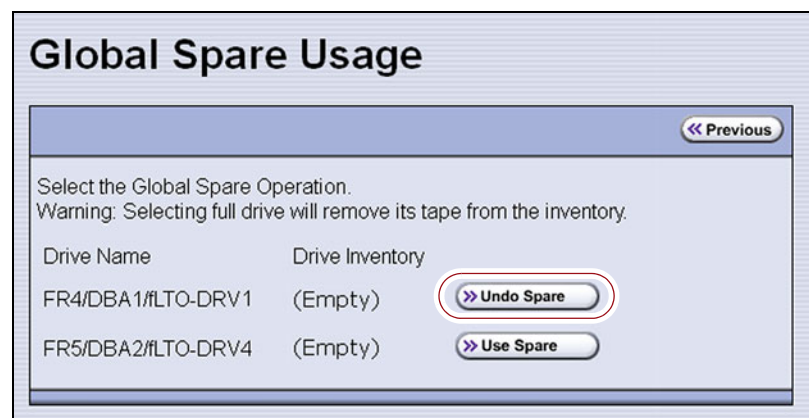 Global Spare Usage
« Previous
Select the Global Spare Operation.
Warning: Selecting full drive will remove its tape from the inventory.
Drive Name Drive Inventory
FR4/DBA1/fLTO-DRV1 (Empty) » Undo Spare
FR5/DBA2/fLTO-DRV4 (Empty) » Use Spare